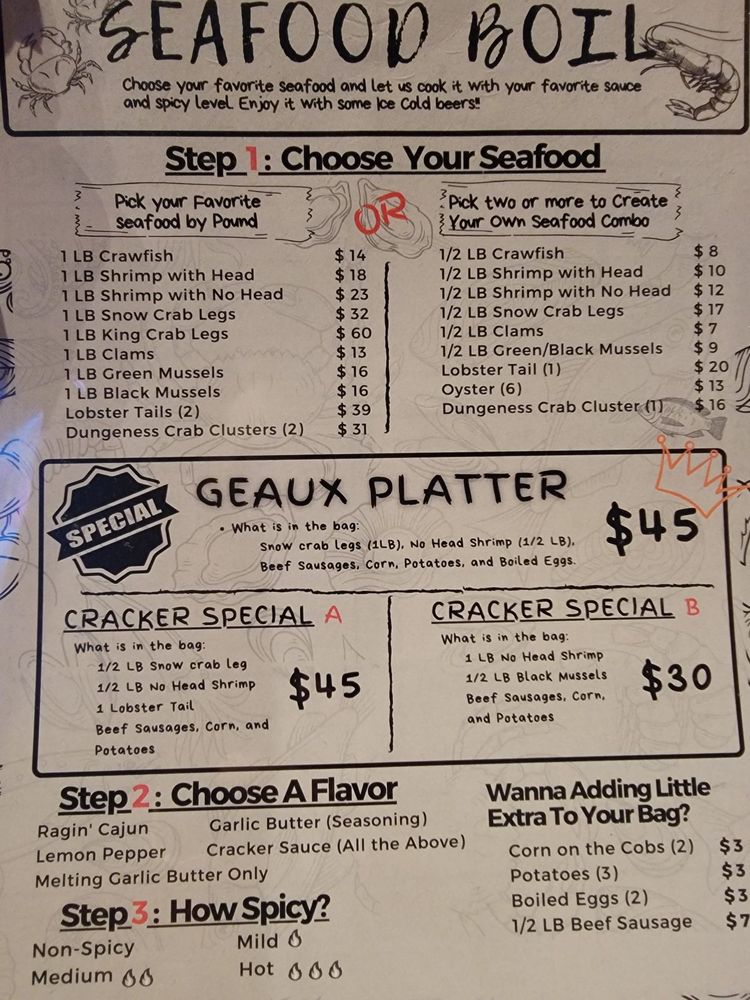 SEAFOOD BOIL
Choose your favorite seafood and let us cook it with your favorite sauce
and spicy level. Enjoy it with some Ice Cold beers!!
Step 1: Choose Your Seafood
Pick your Favorite
seafood by Pound
OR
Pick two or more to Create
Your Own Seafood Combo
1 LB Crawfish $ 14
1 LB Shrimp with Head $ 18
1 LB Shrimp with No Head $ 23
1 LB Snow Crab Legs $ 32
1 LB King Crab Legs $ 60
1 LB Clams $ 13
1 LB Green Mussels $ 16
1 LB Black Mussels $ 16
Lobster Tails (2) $ 39
Dungeness Crab Clusters (2) $ 31
1/2 LB Crawfish $ 8
1/2 LB Shrimp with Head $ 10
1/2 LB Shrimp with No Head $ 12
1/2 LB Snow Crab Legs $ 17
1/2 LB Clams $ 7
1/2 LB Green/Black Mussels $ 9
Lobster Tail (1) $ 20
Oyster (6) $ 13
Dungeness Crab Cluster (1) $ 16
SPECIAL
GEAUX PLATTER
• What is in the bag:
Snow crab legs (1LB), No Head Shrimp (1/2 LB),
Beef Sausages, Corn, Potatoes, and Boiled Eggs.
$45
CRACKER SPECIAL A
What is in the bag:
1/2 LB Snow crab leg
1/2 LB No Head Shrimp
1 Lobster Tail
Beef Sausages, Corn, and
Potatoes
$45
CRACKER SPECIAL B
What is in the bag:
1 LB No Head Shrimp
1/2 LB Black Mussels
Beef Sausages, Corn,
and Potatoes
$30
Step 2: Choose A Flavor
Ragin' Cajun
Garlic Butter (Seasoning)
Lemon Pepper
Cracker Sauce (All the Above)
Melting Garlic Butter Only
Step 3: How Spicy?
Non-Spicy
Mild
Medium
Hot
Wanna Adding Little
Extra To Your Bag?
Corn on the Cobs (2) $3
Potatoes (3) $3
Boiled Eggs (2) $3
1/2 LB Beef Sausage $7